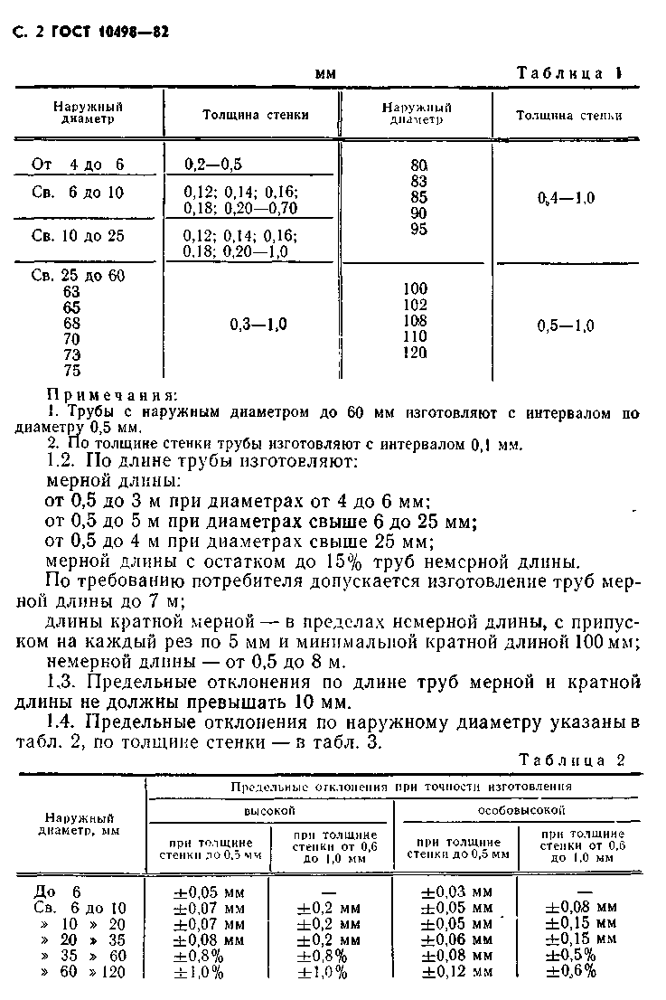 С. 2 ГОСТ 10498—82
мм Таблица 1
Наружный диаметр Толщина стенки Наружный диаметр Толщина стенки
От 4 до 6 0,2—0,5
Св. 6 до 10 0,12; 0,14; 0,16;
0,18; 0,20—0,70
Св. 10 до 25 0,12; 0,14; 0,16;
0,18; 0,20—1,0
80
83
85
90
95
0,4—1,0
Св. 25 до 60
63
65
68
70
73
75
0,3—1,0
100
102
108
110
120
0,5—1,0
Примечания:
1. Трубы с наружным диаметром до 60 мм изготовляют с интервалом по
диаметру 0,5 мм.
2. По толщине стенки трубы изготовляют с интервалом 0,1 мм.
1.2. По длине трубы изготовляют:
мерной длины:
от 0,5 до 3 м при диаметрах от 4 до 6 мм;
от 0,5 до 5 м при диаметрах свыше 6 до 25 мм;
от 0,5 до 4 м при диаметрах свыше 25 мм;
мерной длины с остатком до 15% труб немерной длины.
По требованию потребителя допускается изготовление труб мер-
ной длины до 7 м;
длины кратной мерной — в пределах немерной длины, с припус-
ком на каждый рез по 5 мм и минимальной кратной длиной 100 мм;
немерной длины — от 0,5 до 8 м.
1.3. Предельные отклонения по длине труб мерной и кратной
длины не должны превышать 10 мм.
1.4. Предельные отклонения по наружному диаметру указаны в
табл. 2, по толщине стенки — в табл. 3.
Таблица 2
Наружный
диаметр, мм
Предельные отклонения при точности изготовления
высокой особовысокой
при толщине
стенки до 0,5 мм
при толщине
стенки от 0,6
до 1,0 мм
при толщине
стенки до 0,5 мм
при толщине
стенки от 0,6
до 1,0 мм
До 6 ±0,05 мм — ±0,03 мм —
Св. 6 до 10 ±0,07 мм ±0,2 мм ±0,05 мм ±0,08 мм
» 10 » 20 ±0,07 мм ±0,2 мм ±0,05 мм ±0,15 мм
» 20 » 35 ±0,08 мм ±0,2 мм ±0,06 мм ±0,15 мм
» 35 » 60 ±0,8% ±0,8% ±0,08 мм ±0,5%
» 60 » 120 ±1,0% ±1,0% ±0,12 мм ±0,6%